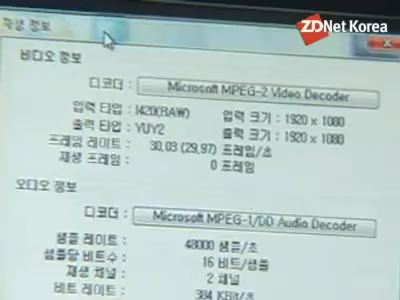 ZDNet Korea
재생 정보
비디오 정보
디코더 : Microsoft MPEG-2 Video Decoder
입력 타입 : I420(RAW) 입력 크기 : 1920 x 1080
출력 타입 : YUY2 출력 크기 : 1920 x 1080
프레임 레이트 : 30,03 (29,97) 프레임/초
재생 프레임 : 0 프레임
오디오 정보
디코더 : Microsoft MPEG-1/DD Audio Decoder
샘플 레이트 : 48000 샘플/초
샘플당 비트수 : 16 비트/샘플
재생 채널 : 2 채널
비트 레이트 : 384 KBit/초